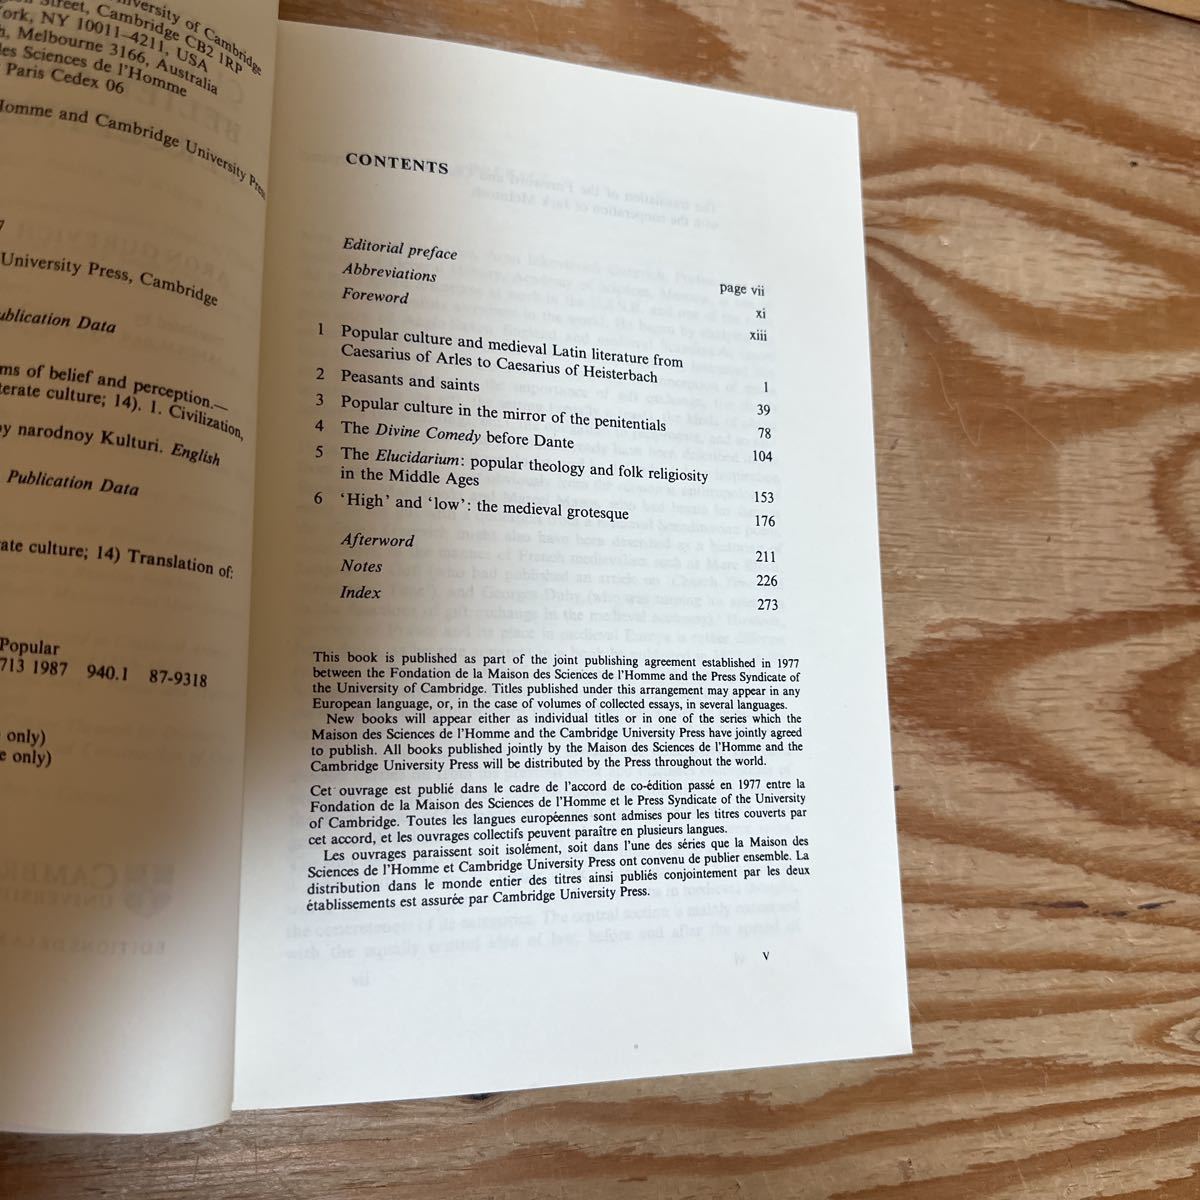 University of Cambridge
Street, Cambridge CB2 1RP
York, NY 10011–4211, USA
Melbourne 3166, Australia
des Sciences de l'Homme
Paris Cedex 06
Homme and Cambridge University Press
University Press, Cambridge
Publication Data
ms of belief and perception.—
terate culture; 14). 1. Civilization,
oy narodnoy Kulturi. English
Publication Data
rate culture; 14) Translation of:
Popular
713 1987 940.1 87-9318
only)
e only)
CONTENTS
Editorial preface page vii
Abbreviations xi
Foreword xiii
1 Popular culture and medieval Latin literature from
Caesarius of Arles to Caesarius of Heisterbach 1
2 Peasants and saints 39
3 Popular culture in the mirror of the penitentials 78
4 The Divine Comedy before Dante 104
5 The Elucidarium: popular theology and folk religiosity
in the Middle Ages 153
6 ‘High’ and ‘low’: the medieval grotesque 176
Afterword 211
Notes 226
Index 273
This book is published as part of the joint publishing agreement established in 1977
between the Fondation de la Maison des Sciences de l'Homme and the Press Syndicate of
the University of Cambridge. Titles published under this arrangement may appear in any
European language, or, in the case of volumes of collected essays, in several languages.
New books will appear either as individual titles or in one of the series which the
Maison des Sciences de l'Homme and the Cambridge University Press have jointly agreed
to publish. All books published jointly by the Maison des Sciences de l'Homme and the
Cambridge University Press will be distributed by the Press throughout the world.
Cet ouvrage est publié dans le cadre de l'accord de co-édition passé en 1977 entre la
Fondation de la Maison des Sciences de l'Homme et le Press Syndicate of the University
of Cambridge. Toutes les langues européennes sont admises pour les titres couverts par
cet accord, et les ouvrages collectifs peuvent paraître en plusieurs langues.
Les ouvrages paraissent soit isolément, soit dans l'une des séries que la Maison des
Sciences de l'Homme et Cambridge University Press ont convenu de publier ensemble. La
distribution dans le monde entier des titres ainsi publiés conjointement par les deux
établissements est assurée par Cambridge University Press.
v